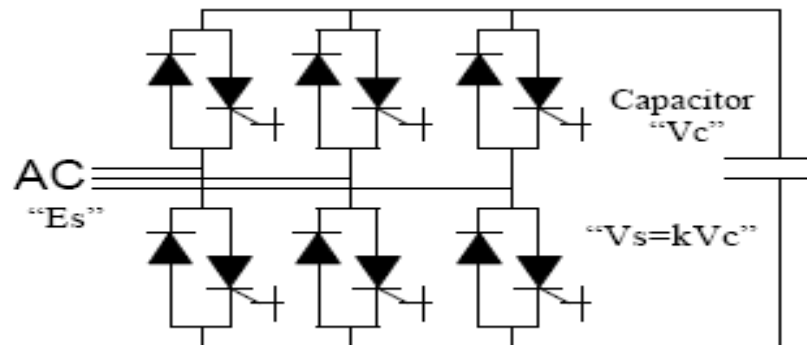 Capacitor
“Vc”
AC
“Es”
“Vs=kVc”